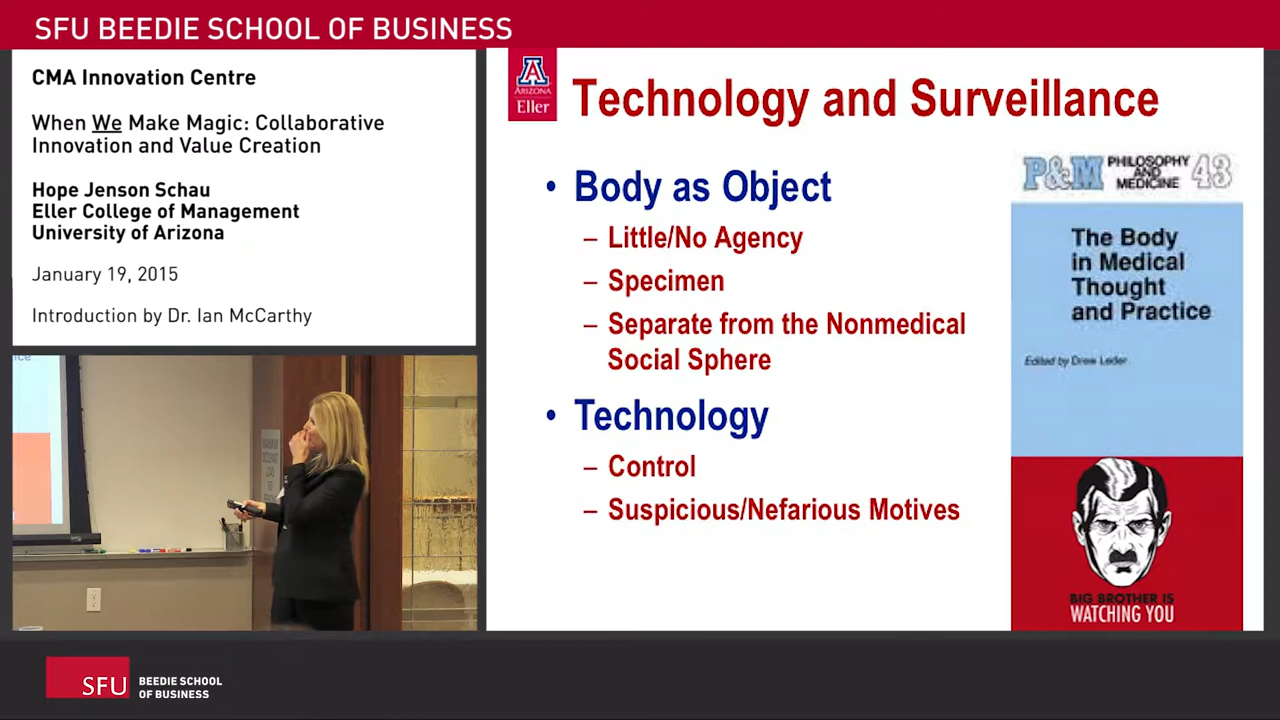 SFU BEEDIE SCHOOL OF BUSINESS
CMA Innovation Centre
When We Make Magic: Collaborative
Innovation and Value Creation
Hope Jenson Schau
Eller College of Management
University of Arizona
January 19, 2015
Introduction by Dr. Ian McCarthy
A
ARIZONA
Eller
Technology and Surveillance
• Body as Object
– Little/No Agency
– Specimen
– Separate from the Nonmedical
Social Sphere
• Technology
– Control
– Suspicious/Nefarious Motives
P&M PHILOSOPHY AND MEDICINE 43
The Body
in Medical
Thought
and Practice
Edited by Drew Leder
BIG BROTHER IS
WATCHING YOU
SFU BEEDIE SCHOOL
OF BUSINESS